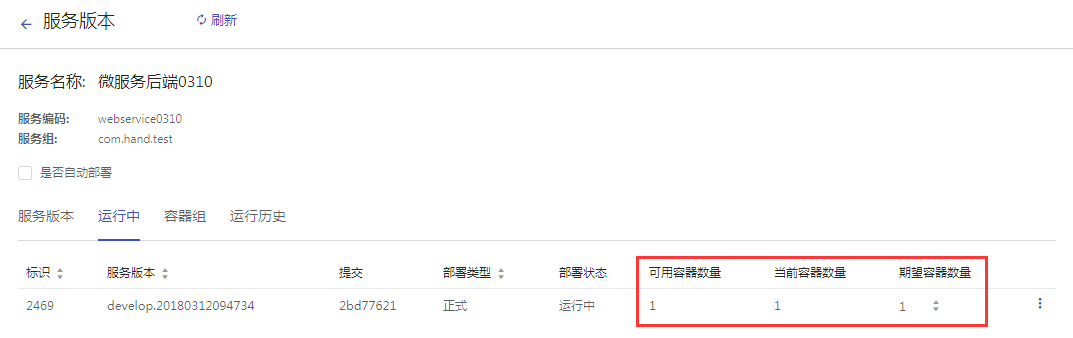 服务版本 刷新
服务名称: 微服务后端0310
服务编码: webservice0310
服务组: com.hand.test
是否自动部署
服务版本 运行中 容器组 运行历史
标识 服务版本 提交 部署类型 部署状态 可用容器数量 当前容器数量 期望容器数量
2469 develop.20180312094734 2bd77621 正式 运行中 1 1 1